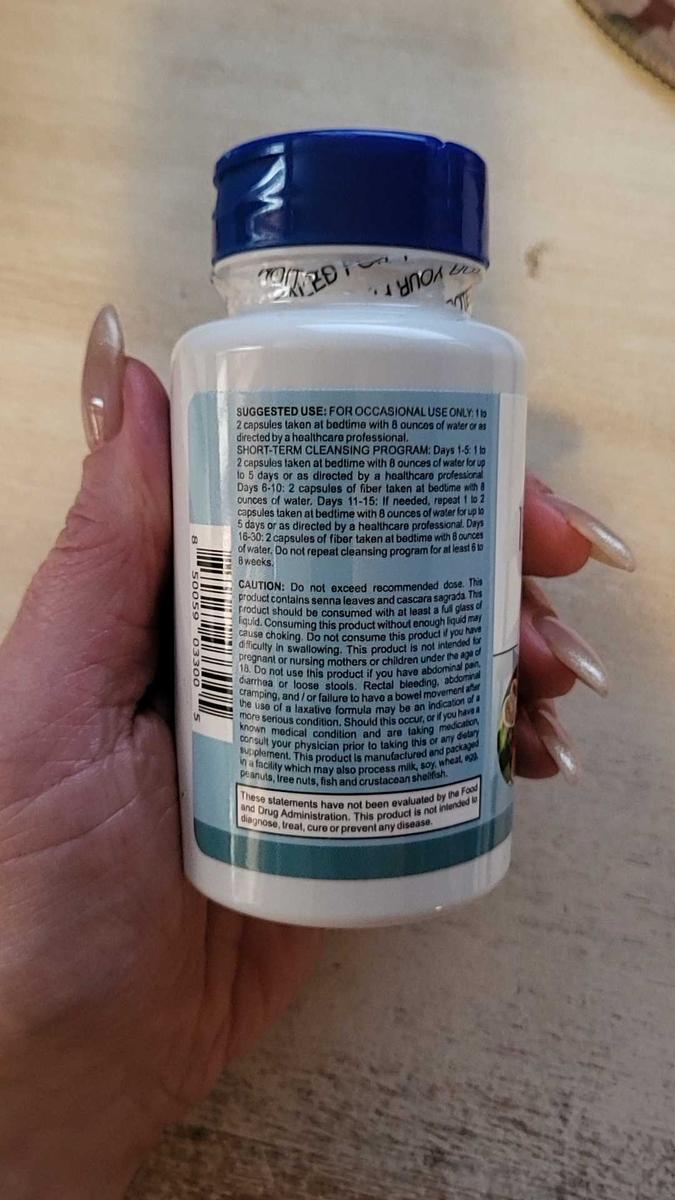 YOUR
SUGGESTED USE: FOR OCCASIONAL USE ONLY: 1 to
2 capsules taken at bedtime with 8 ounces of water or as
directed by a healthcare professional.
SHORT-TERM CLEANSING PROGRAM: Days 1-5: 1 to
2 capsules taken at bedtime with 8 ounces of water for up
to 5 days or as directed by a healthcare professional.
Days 6-10: 2 capsules of fiber taken at bedtime with 8
ounces of water. Days 11-15: If needed, repeat 1 to 2
capsules taken at bedtime with 8 ounces of water for up to
5 days or as directed by a healthcare professional. Days
16-30: 2 capsules of fiber taken at bedtime with 8 ounces
of water. Do not repeat cleansing program for at least 6 to
8 weeks.
CAUTION: Do not exceed recommended dose. This
product contains senna leaves and cascara sagrada. This
product should be consumed with at least a full glass of
liquid. Consuming this product without enough liquid may
cause choking. Do not consume this product if you have
difficulty in swallowing. This product is not intended for
pregnant or nursing mothers or children under the age of
18. Do not use this product if you have abdominal pain,
diarrhea or loose stools. Rectal bleeding, abdominal
cramping, and / or failure to have a bowel movement after
the use of a laxative formula may be an indication of a
more serious condition. Should this occur, or if you have a
known medical condition and are taking medication,
consult your physician prior to taking this or any dietary
supplement. This product is manufactured and packaged
in a facility which may also process milk, soy, wheat, egg,
peanuts, tree nuts, fish and crustacean shellfish.
These statements have not been evaluated by the Food
and Drug Administration. This product is not intended to
diagnose, treat, cure or prevent any disease.
8 50059 03300 5